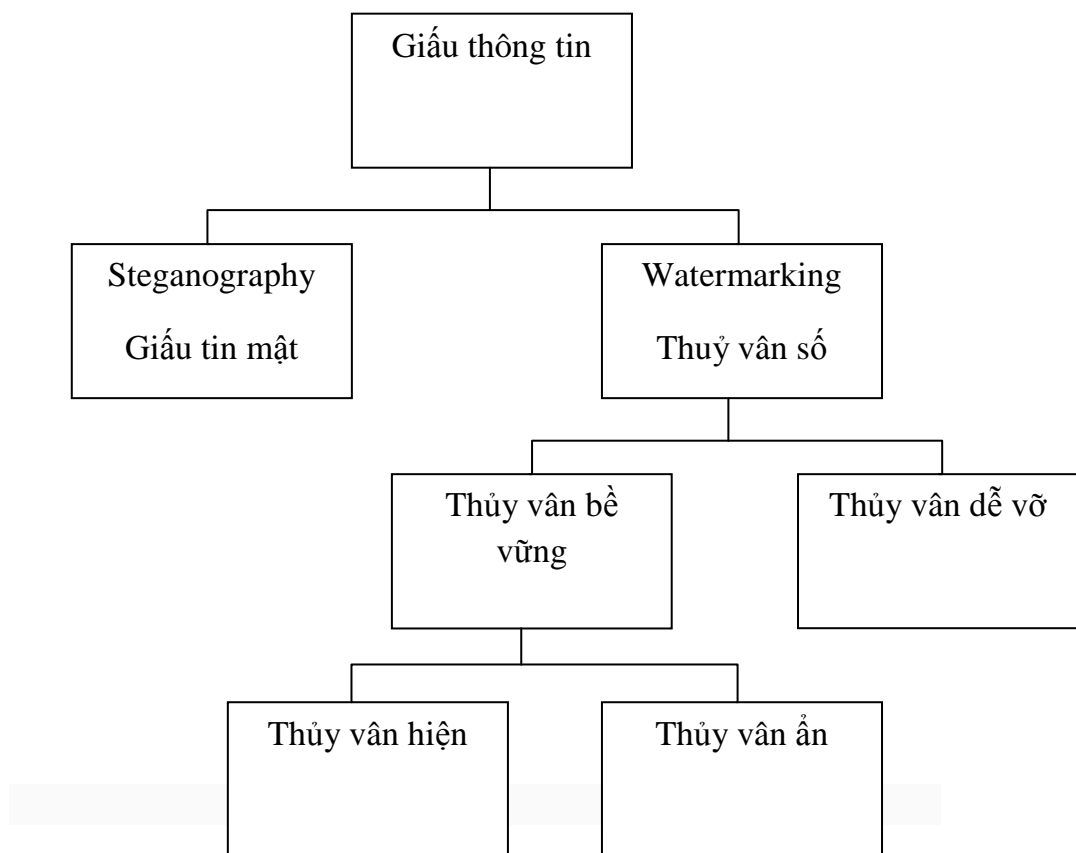 Giấu thông tin
Steganography
Giấu tin mật
Watermarking
Thuỷ vân số
Thủy vân bề
vững
Thủy vân dễ vỡ
Thủy vân hiện
Thủy vân ẩn